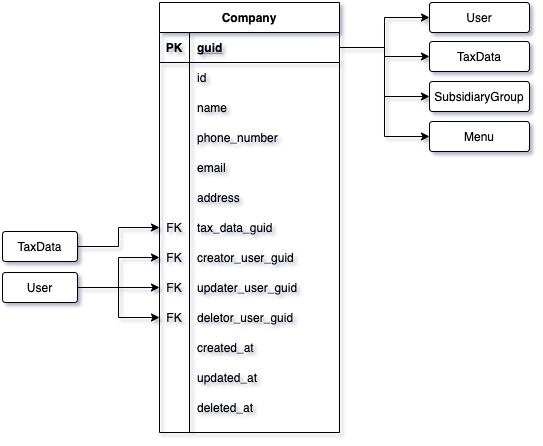 Company
PK guid
id
name
phone_number
email
address
FK tax_data_guid
FK creator_user_guid
FK updater_user_guid
FK deletor_user_guid
created_at
updated_at
deleted_at
TaxData
User
User
TaxData
SubsidiaryGroup
Menu